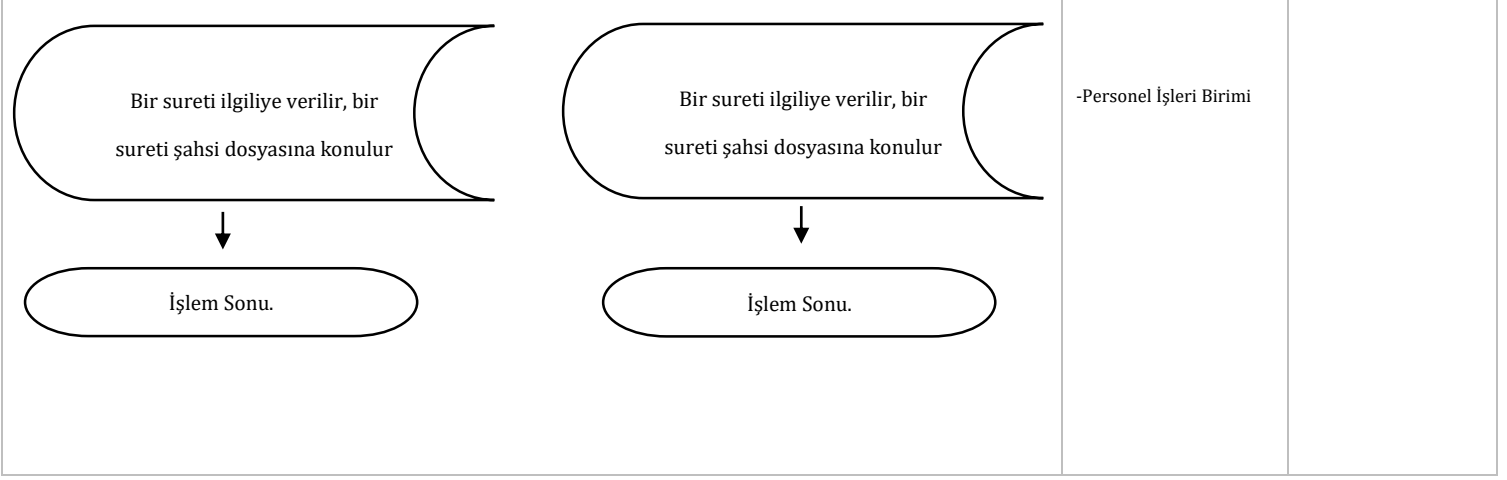 Bir sureti ilgiliye verilir, bir
sureti şahsi dosyasına konulur
İşlem Sonu.
Bir sureti ilgiliye verilir, bir
sureti şahsi dosyasına konulur
İşlem Sonu.
-Personel İşleri Birimi